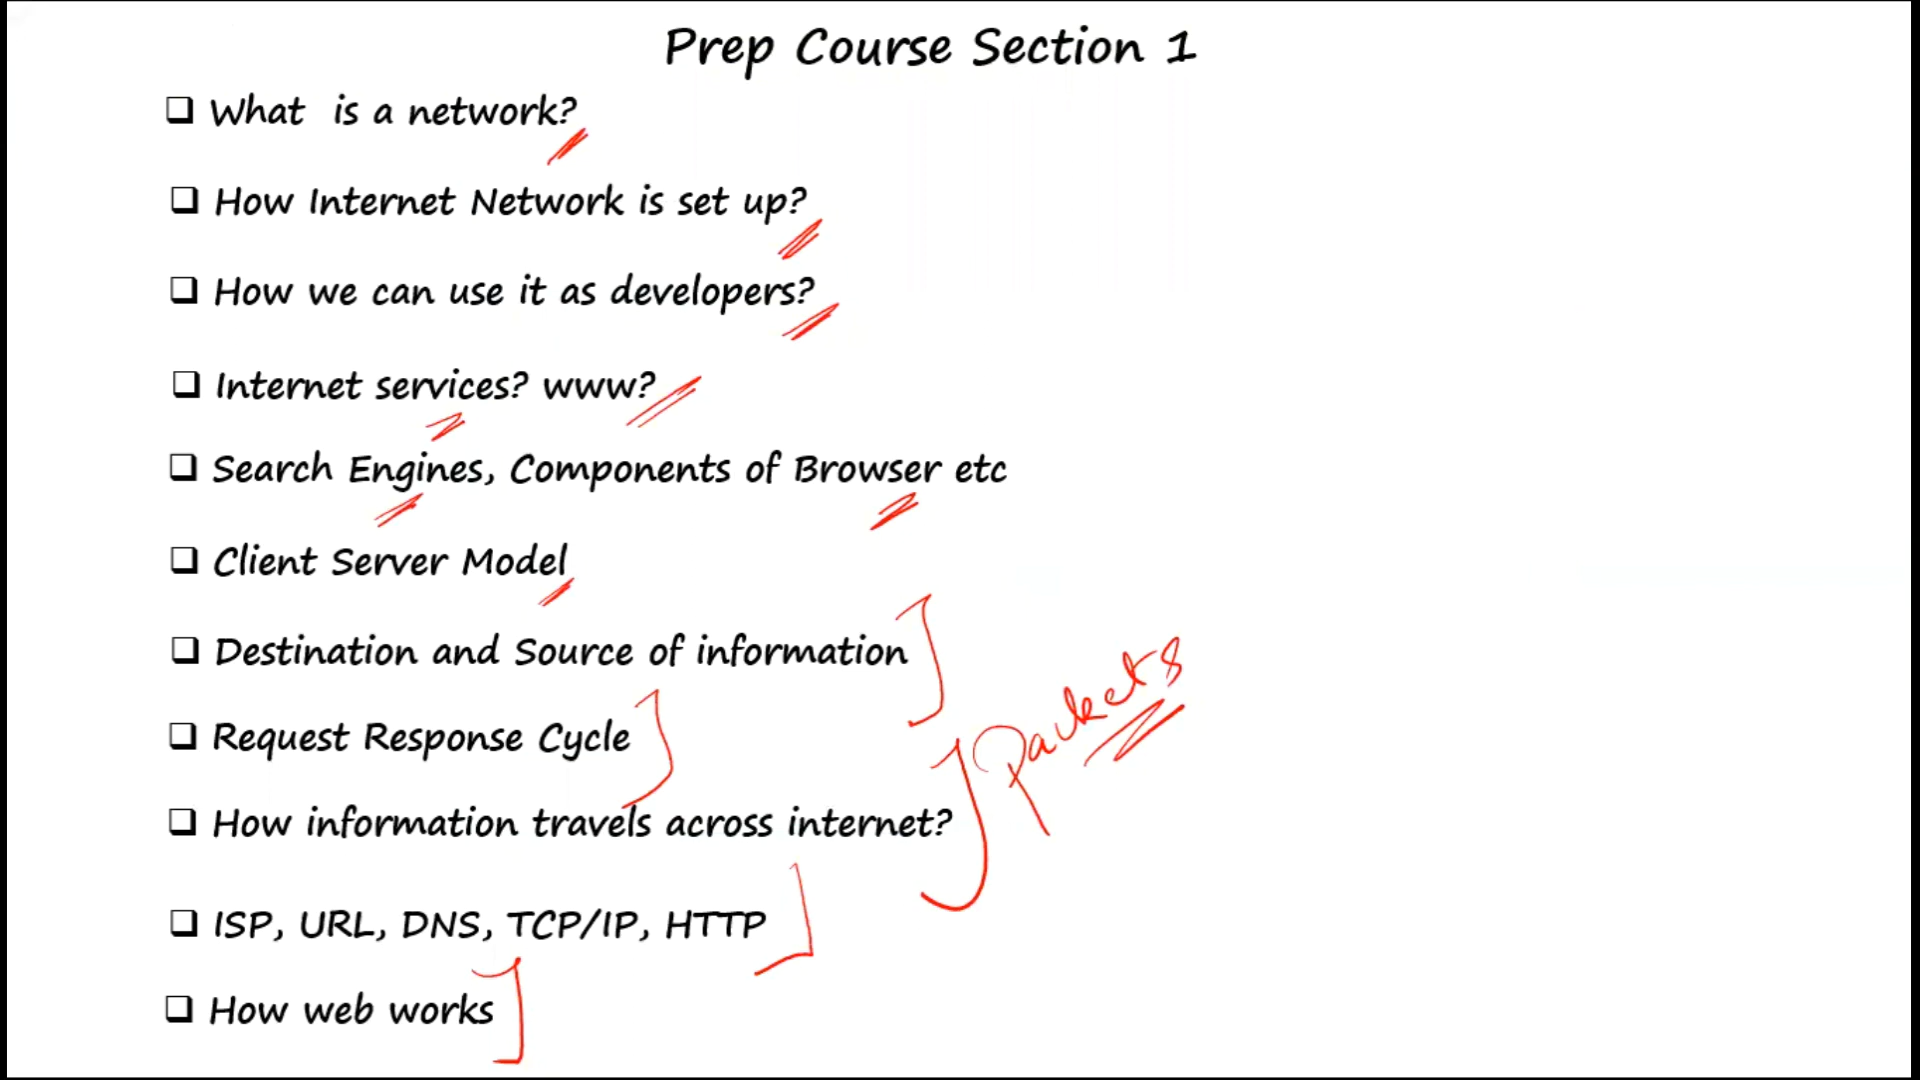 Prep Course Section 1
What is a network?
How Internet Network is set up?
How we can use it as developers?
Internet services? www?
Search Engines, Components of Browser etc
Client Server Model
Destination and Source of information
Request Response Cycle
Packets
How information travels across internet?
ISP, URL, DNS, TCP/IP, HTTP
How web works